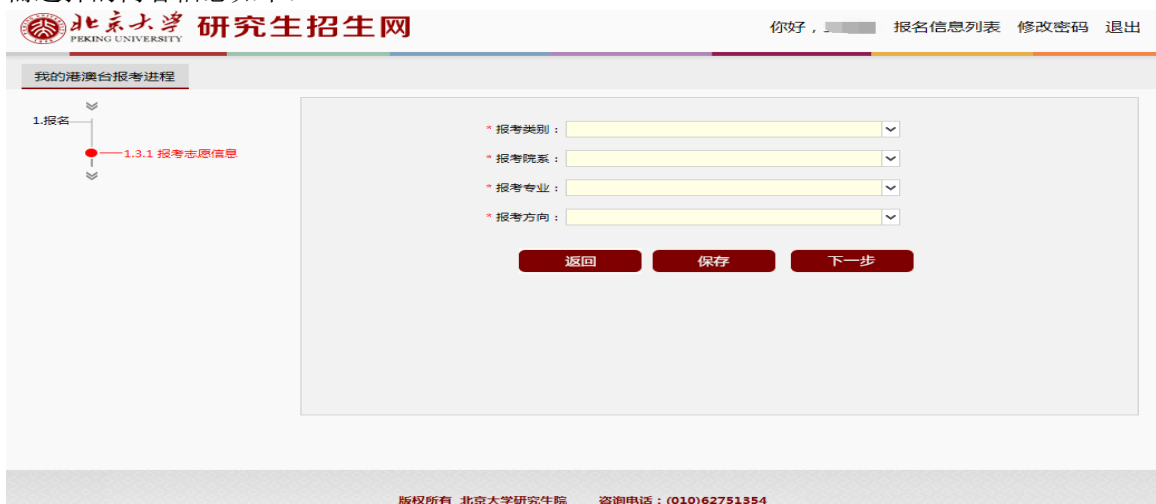 北京大学 研究生招生网
PEKING UNIVERSITY
你好， 报名信息列表 修改密码 退出
我的港澳台报考进程
1.报名
1.3.1 报考志愿信息
* 报考类别：
* 报考院系：
* 报考专业：
* 报考方向：
返回 保存 下一步
版权所有 北京大学研究生院 咨询电话：(010)62751354